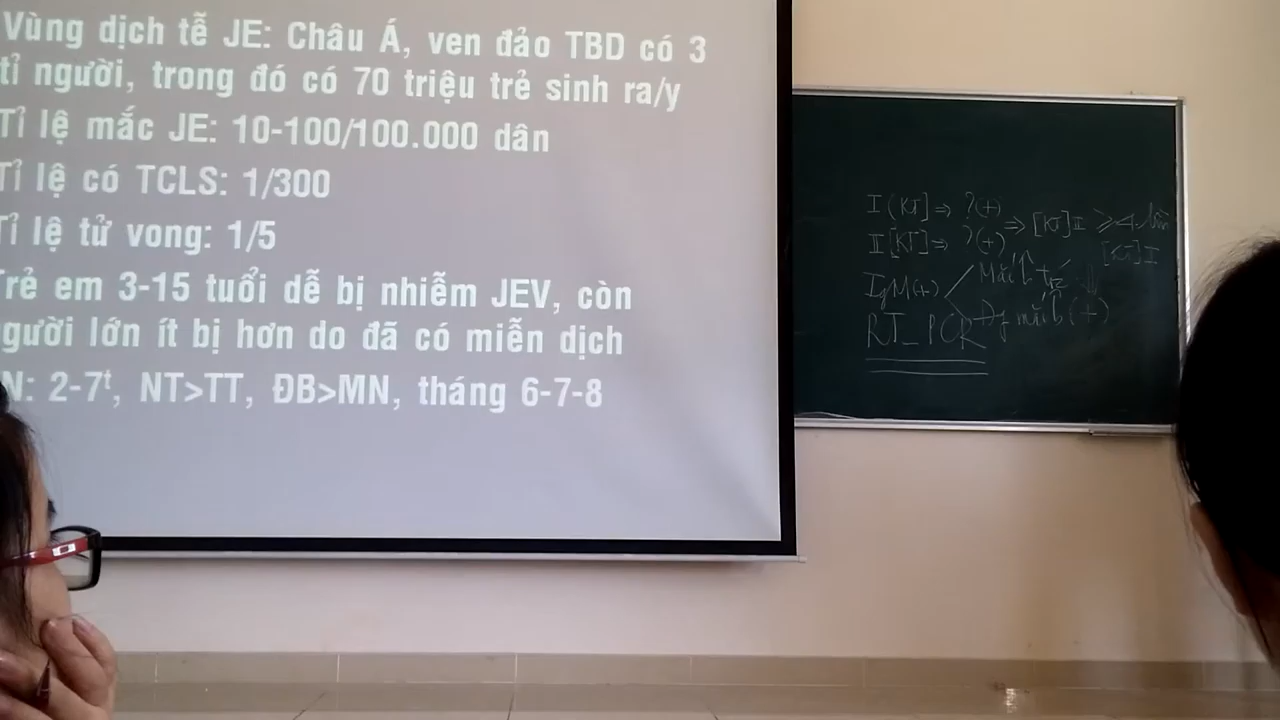 Vùng dịch tễ JE: Châu Á, ven đảo TBD có 3
tỉ người, trong đó có 70 triệu trẻ sinh ra/y
Tỉ lệ mắc JE: 10-100/100.000 dân
Tỉ lệ có TCLS: 1/300
Tỉ lệ tử vong: 1/5
Trẻ em 3-15 tuổi dễ bị nhiễm JEV, còn
người lớn ít bị hơn do đã có miễn dịch
N: 2-7t, NT>TT, ĐB>MN, tháng 6-7-8
I [KT] => ? (+)
II [KT] => ? (+)
=> [KT] II ≥ 4 lần
[KT] I
IgM (+)
RT_PCR